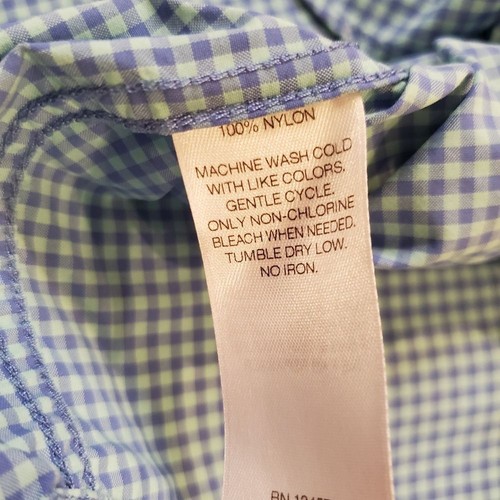 100% NYLON
MACHINE WASH COLD
WITH LIKE COLORS.
GENTLE CYCLE.
ONLY NON-CHLORINE
BLEACH WHEN NEEDED.
TUMBLE DRY LOW.
NO IRON.
RN